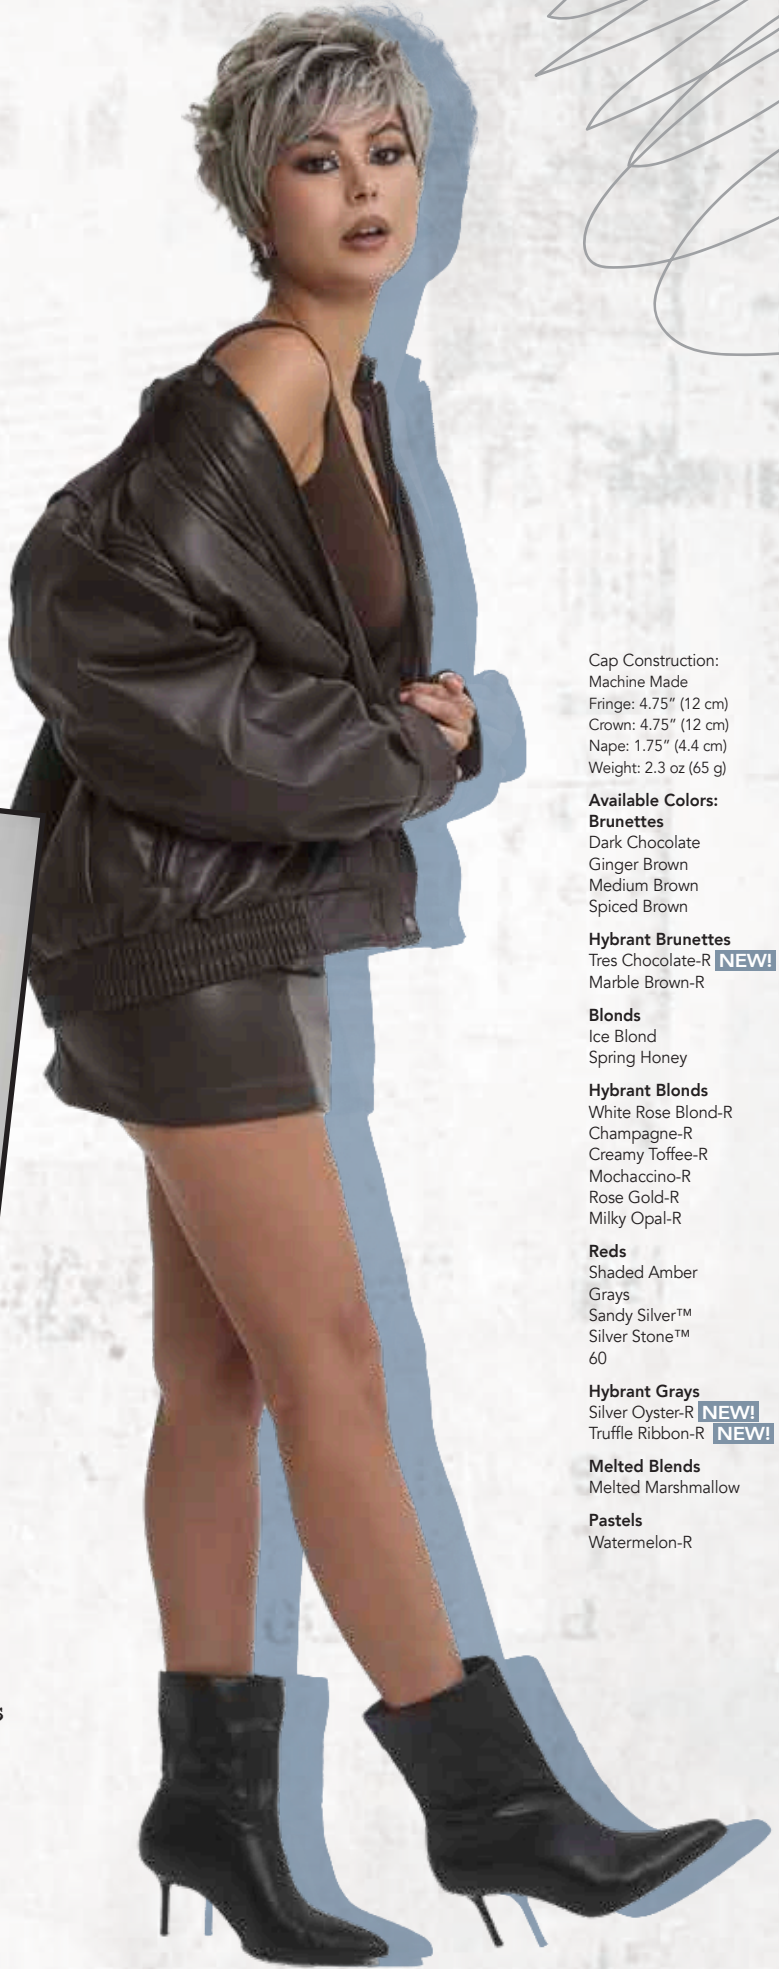 Cap Construction:
Machine Made
Fringe: 4.75” (12 cm)
Crown: 4.75” (12 cm)
Nape: 1.75” (4.4 cm)
Weight: 2.3 oz (65 g)
Available Colors:
Brunettes
Dark Chocolate
Ginger Brown
Medium Brown
Spiced Brown
Hybrant Brunettes
Tres Chocolate-R NEW!
Marble Brown-R
Blonds
Ice Blond
Spring Honey
Hybrant Blonds
White Rose Blond-R
Champagne-R
Creamy Toffee-R
Mochaccino-R
Rose Gold-R
Milky Opal-R
Reds
Shaded Amber
Grays
Sandy Silver™
Silver Stone™
60
Hybrant Grays
Silver Oyster-R NEW!
Truffle Ribbon-R NEW!
Melted Blends
Melted Marshmallow
Pastels
Watermelon-R